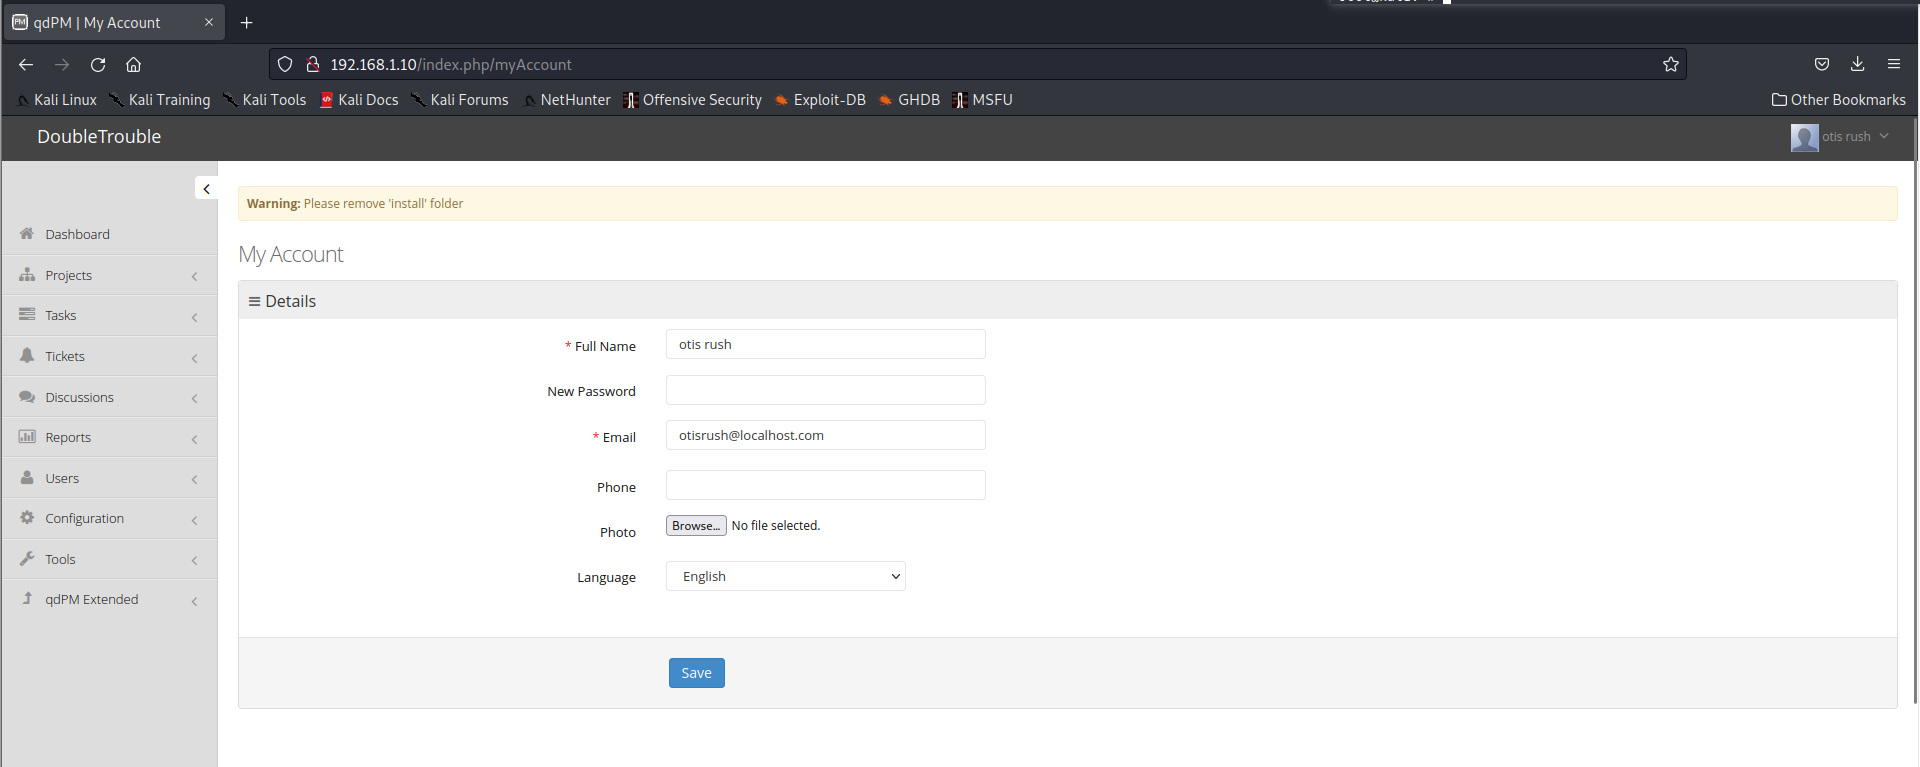 qdPM | My Account
192.168.1.10/index.php/myAccount
Kali Linux Kali Training Kali Tools Kali Docs Kali Forums NetHunter Offensive Security Exploit-DB GHDB MSFU Other Bookmarks
DoubleTrouble otis rush
Warning: Please remove 'install' folder
Dashboard
Projects
Tasks
Tickets
Discussions
Reports
Users
Configuration
Tools
qdPM Extended
My Account
Details
* Full Name otis rush
New Password
* Email otisrush@localhost.com
Phone
Photo Browse... No file selected.
Language English
Save